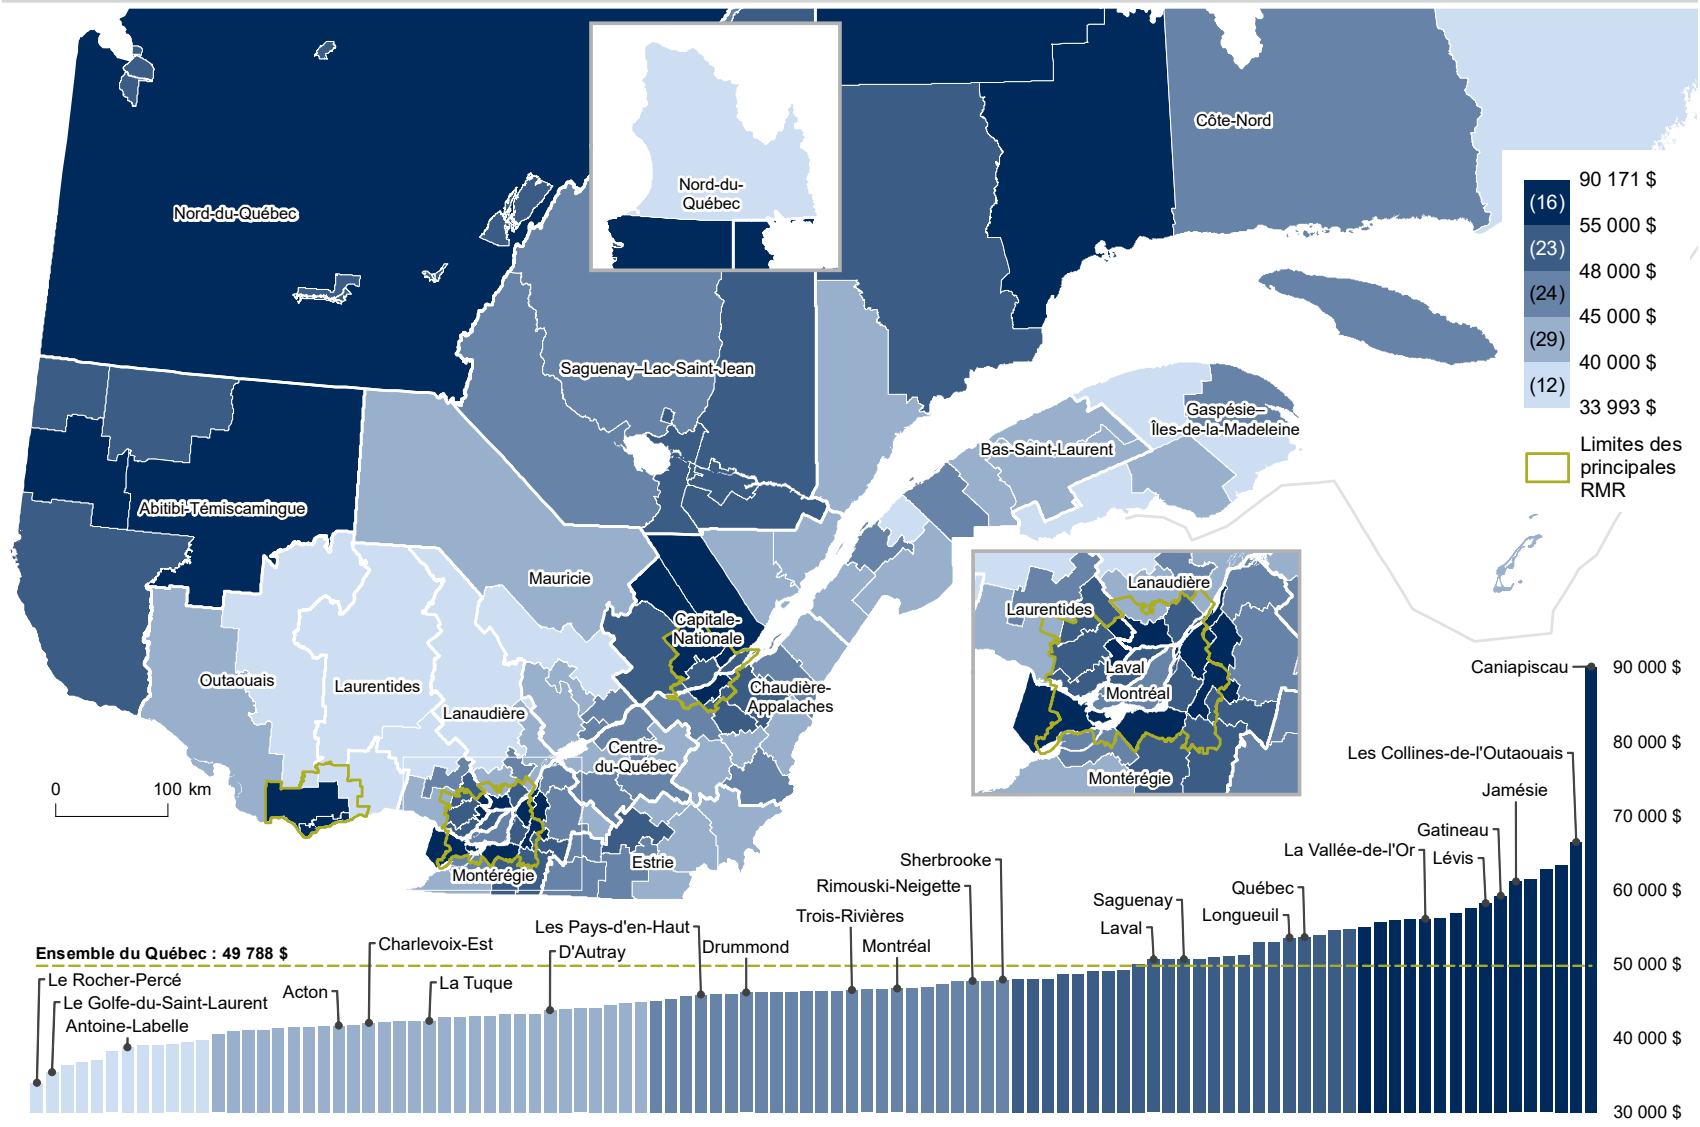 Nord-du-Québec
Nord-du-
Québec
Côte-Nord
90 171 $
(16)
55 000 $
(23)
48 000 $
(24)
45 000 $
(29)
40 000 $
(12)
33 993 $
Limites des
principales
RMR
Saguenay–Lac-Saint-Jean
Gaspésie–
Îles-de-la-Madeleine
Bas-Saint-Laurent
Abitibi-Témiscamingue
Mauricie
Capitale-
Nationale
Outaouais
Laurentides
Lanaudière
Chaudière-
Appalaches
Centre-
du-Québec
Estrie
Montérégie
Lanaudière
Laurentides
Laval
Montréal
Montérégie
0
100 km
Caniapiscau
90 000 $
Les Collines-de-l'Outaouais
80 000 $
Jamésie
70 000 $
Gatineau
La Vallée-de-l'Or
Lévis
Sherbrooke
Rimouski-Neigette
Québec
60 000 $
Saguenay
Longueuil
Laval
Trois-Rivières
Les Pays-d'en-Haut
Drummond
Montréal
D'Autray
Charlevoix-Est
Ensemble du Québec : 49 788 $
50 000 $
Le Rocher-Percé
La Tuque
Acton
Le Golfe-du-Saint-Laurent
Antoine-Labelle
40 000 $
30 000 $